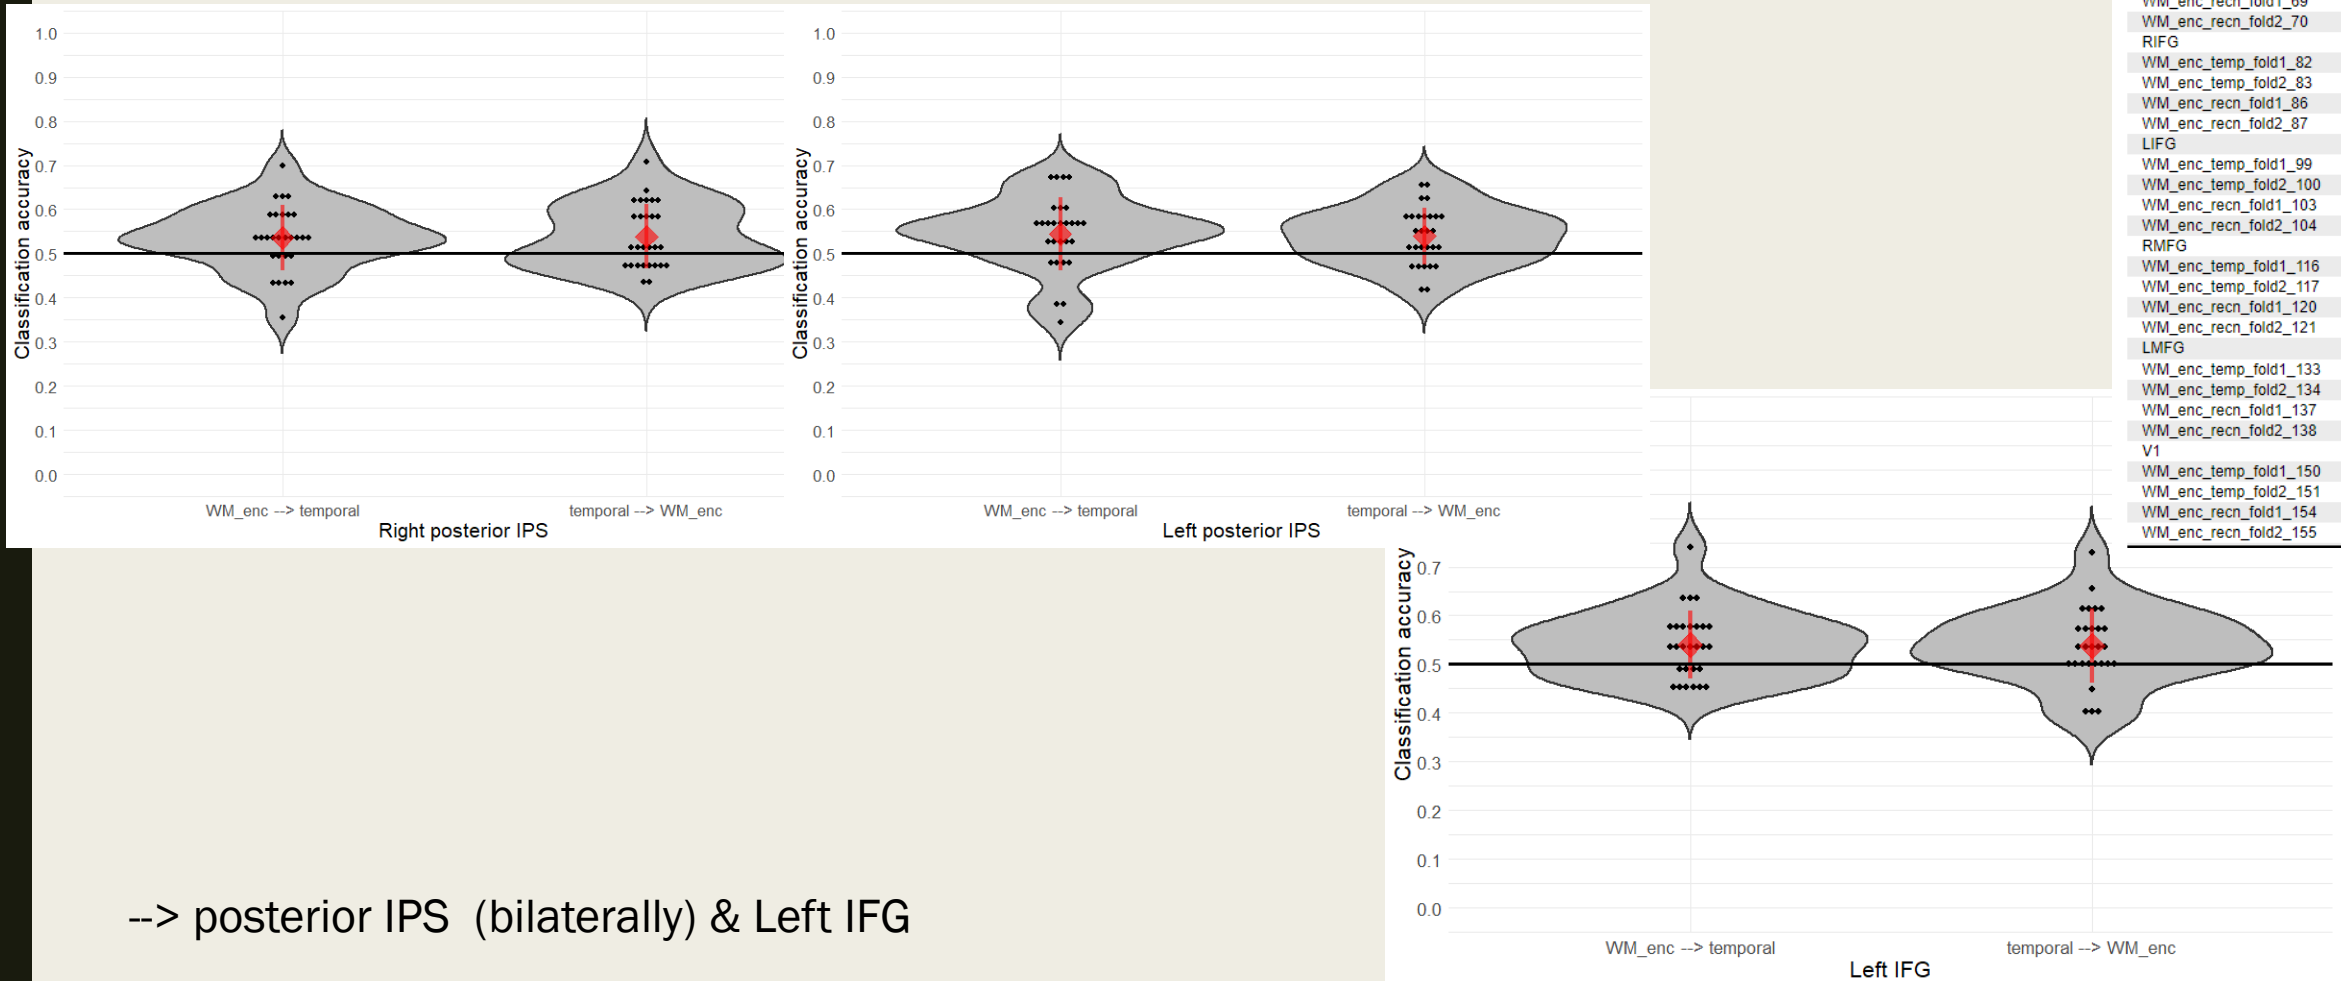 1.0
0.9
0.8
0.7
0.6
0.5
0.4
0.3
0.2
0.1
0.0
Classification accuracy
WM_enc --> temporal
temporal --> WM_enc
Right posterior IPS
1.0
0.9
0.8
0.7
0.6
0.5
0.4
0.3
0.2
0.1
0.0
Classification accuracy
WM_enc --> temporal
temporal --> WM_enc
Left posterior IPS
WM_enc_recn_fold1_69
WM_enc_recn_fold2_70
RIFG
WM_enc_temp_fold1_82
WM_enc_temp_fold2_83
WM_enc_recn_fold1_86
WM_enc_recn_fold2_87
LIFG
WM_enc_temp_fold1_99
WM_enc_temp_fold2_100
WM_enc_recn_fold1_103
WM_enc_recn_fold2_104
RMFG
WM_enc_temp_fold1_116
WM_enc_temp_fold2_117
WM_enc_recn_fold1_120
WM_enc_recn_fold2_121
LMFG
WM_enc_temp_fold1_133
WM_enc_temp_fold2_134
WM_enc_recn_fold1_137
WM_enc_recn_fold2_138
V1
WM_enc_temp_fold1_150
WM_enc_temp_fold2_151
WM_enc_recn_fold1_154
WM_enc_recn_fold2_155
0.7
0.6
0.5
0.4
0.3
0.2
0.1
0.0
Classification accuracy
WM_enc --> temporal
temporal --> WM_enc
Left IFG
--> posterior IPS (bilaterally) & Left IFG